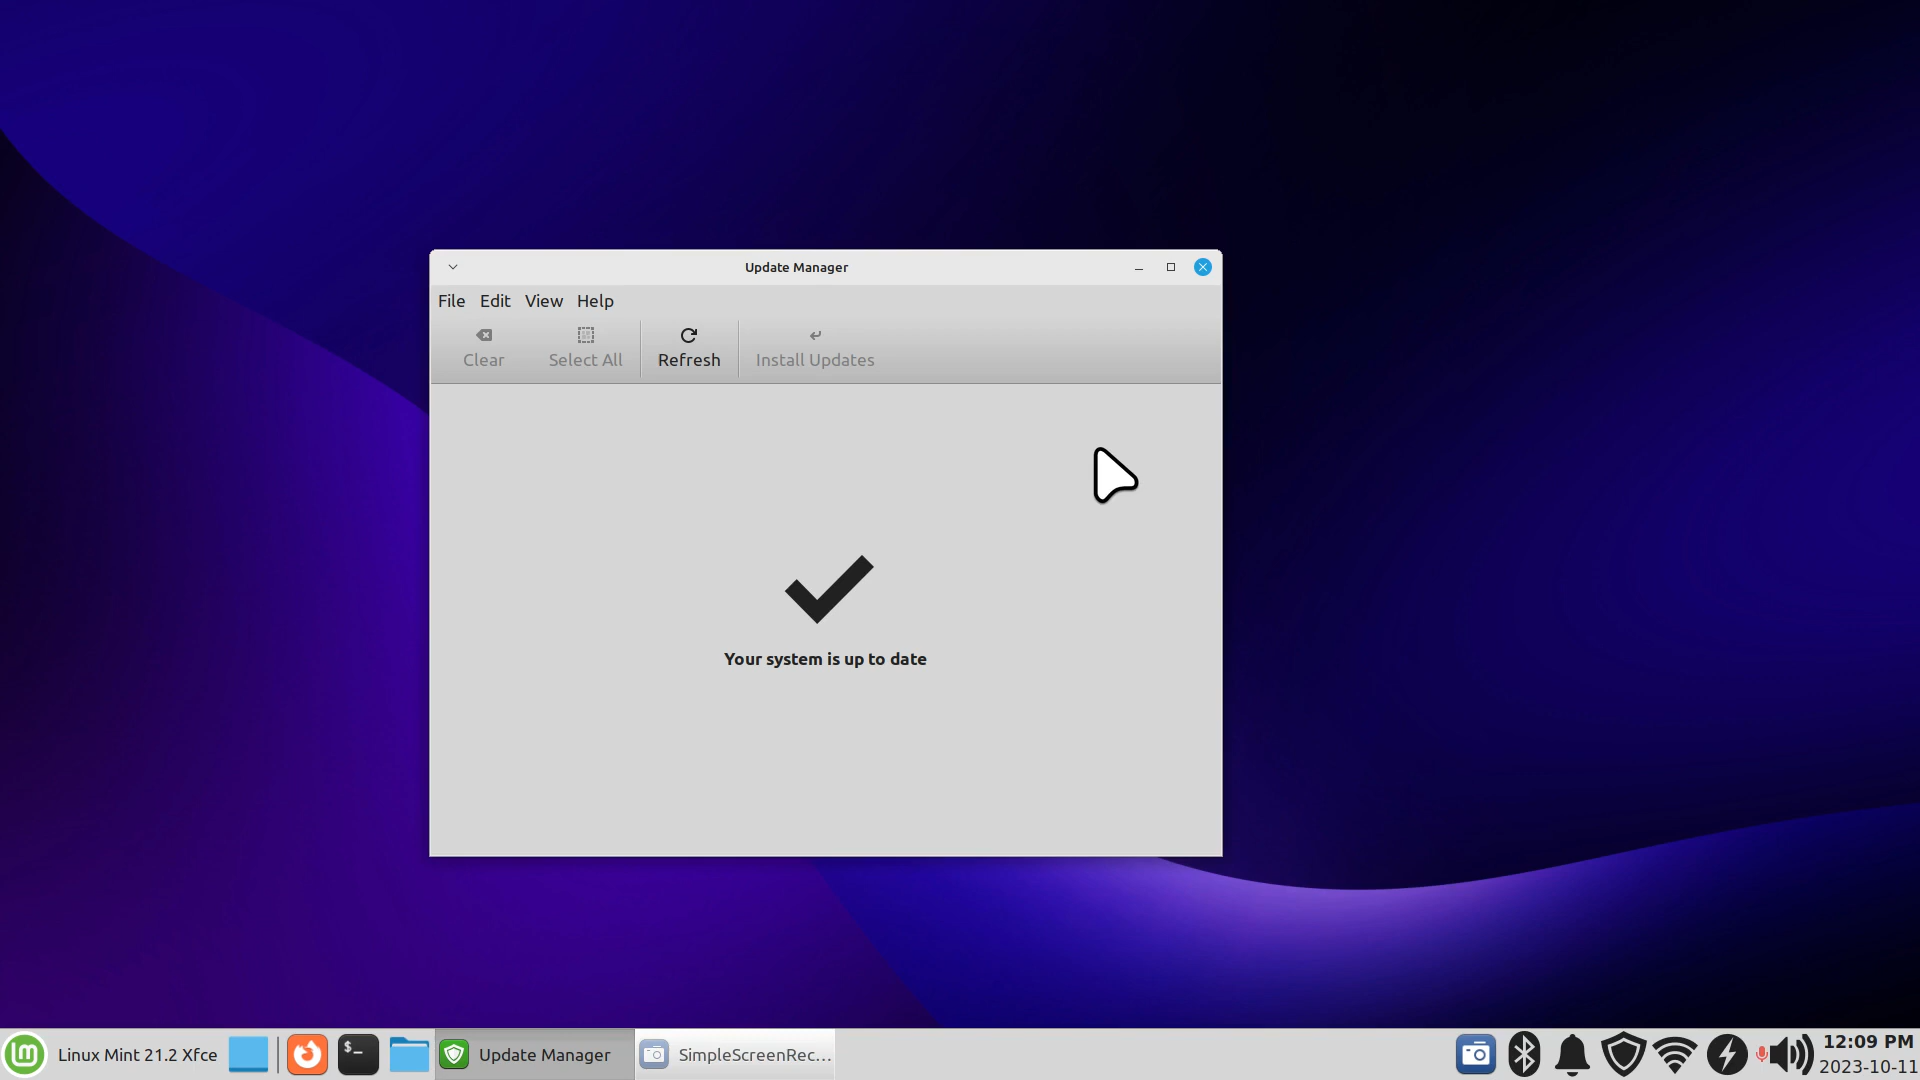 Update Manager
File Edit View Help
Clear Select All Refresh Install Updates
Your system is up to date
Linux Mint 21.2 Xfce
$_
Update Manager
SimpleScreenRec...
12:09 PM
2023-10-11